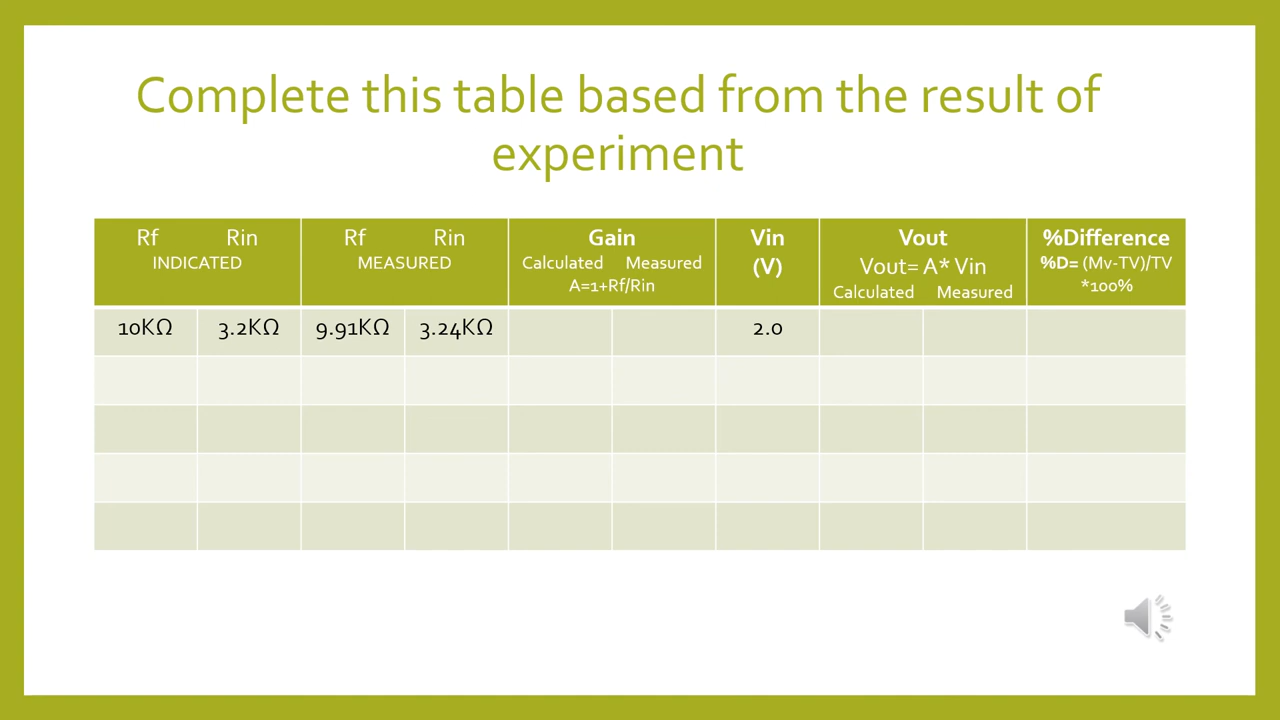 Complete this table based from the result of
experiment
Rf Rin Rf Rin Gain Vin Vout %Difference
INDICATED MEASURED Calculated Measured (V) Vout= A* Vin %D= (Mv-TV)/TV
A=1+Rf/Rin Calculated Measured *100%
10KΩ 3.2KΩ 9.91KΩ 3.24KΩ 2.0